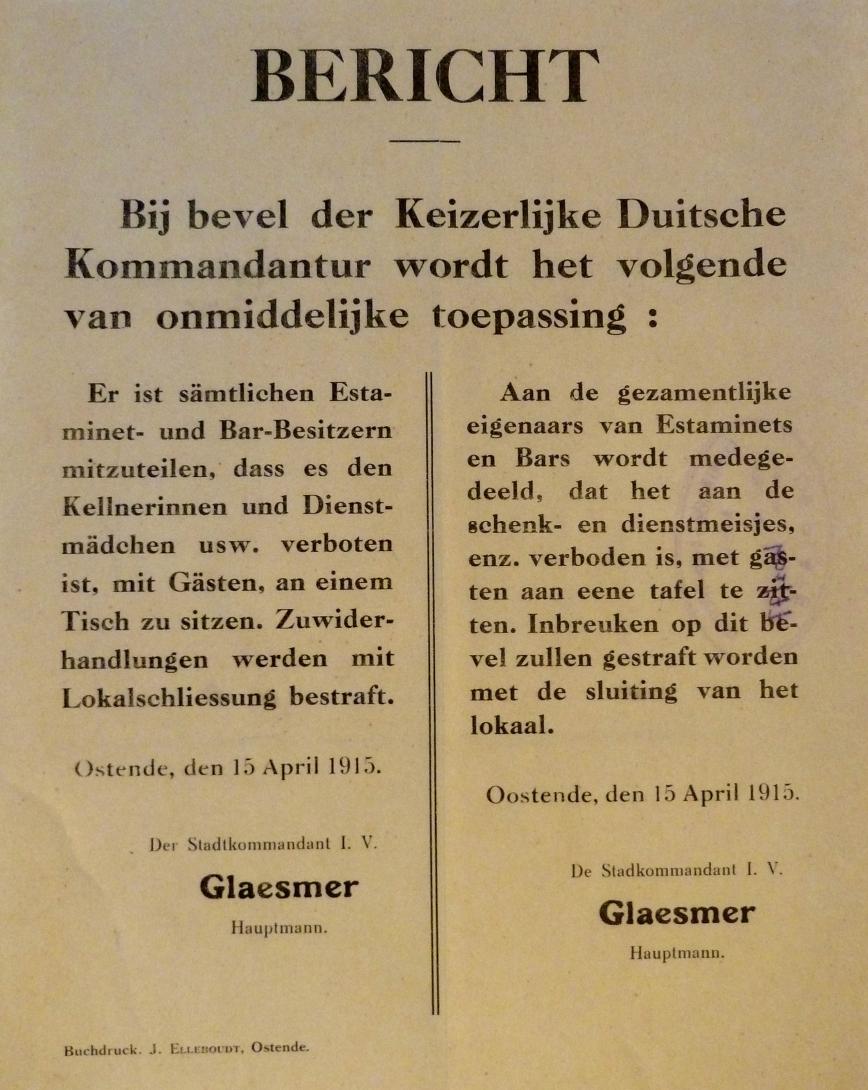 BERICHT
Bij bevel der Keizerlijke Duitsche
Kommandantur wordt het volgende
van onmiddelijke toepassing :
Er ist sämtlichen Esta-
minet- und Bar-Besitzern
mitzuteilen, dass es den
Kellnerinnen und Dienst-
mädchen usw. verboten
ist, mit Gästen, an einem
Tisch zu sitzen. Zuwider-
handlungen werden mit
Lokalschliessung bestraft.
Ostende, den 15 April 1915.
Der Stadtkommandant I. V.
Glaesmer
Hauptmann.
Aan de gezamentlijke
eigenaars van Estaminets
en Bars wordt medege-
deeld, dat het aan de
schenk- en dienstmeisjes,
enz. verboden is, met gas-
ten aan eene tafel te zit-
ten. Inbreuken op dit be-
vel zullen gestraft worden
met de sluiting van het
lokaal.
Oostende, den 15 April 1915.
De Stadkommandant I. V.
Glaesmer
Hauptmann.
Buchdruck. J. ELLEBOUDT, Ostende.